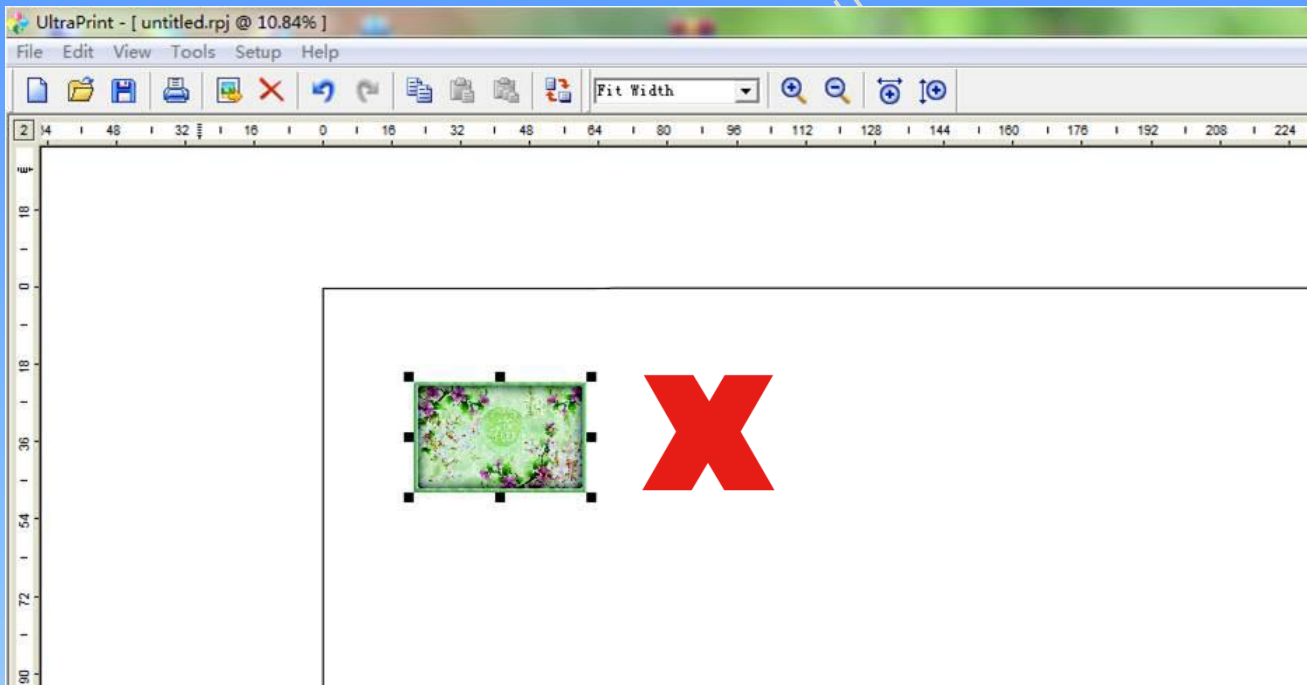 UltraPrint - [ untitled.rpj @ 10.84% ]
File Edit View Tools Setup Help
Fit Width
2 34 48 32 16 0 16 32 48 64 80 96 112 128 144 160 176 192 208 224
18
0
18
36
54
72
90
X